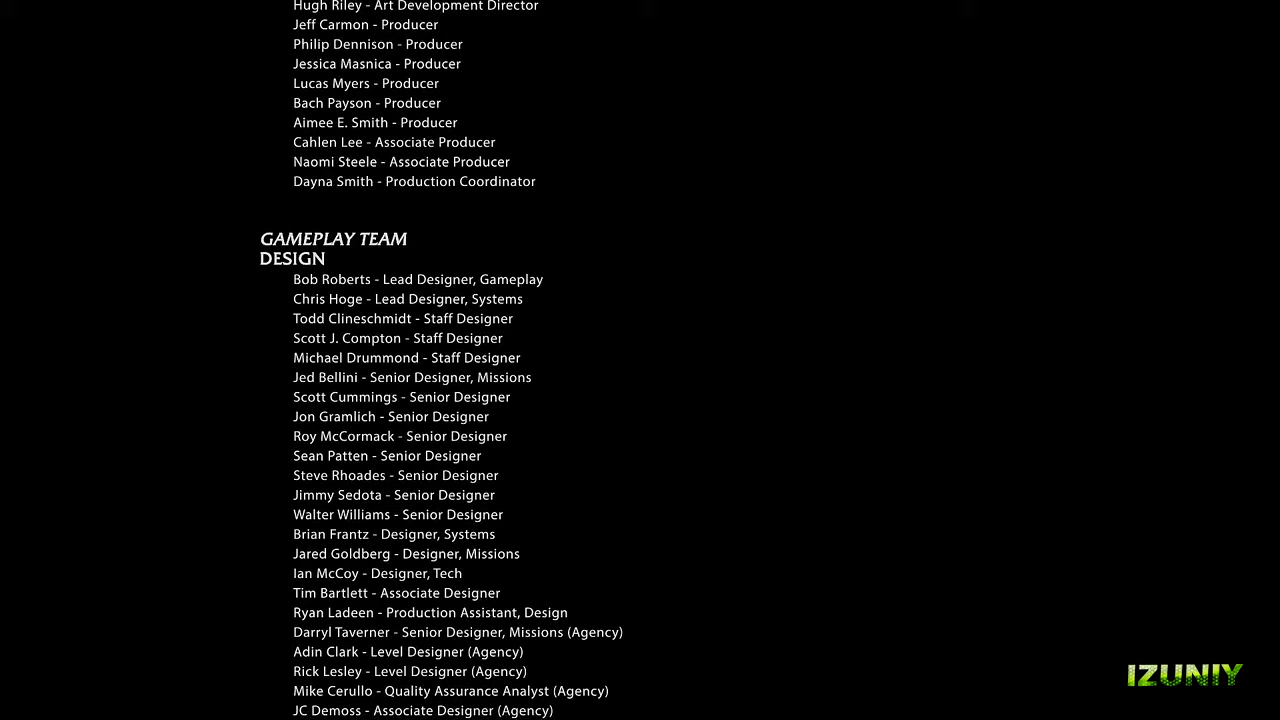 Hugh Riley - Art Development Director
Jeff Carmon - Producer
Philip Dennison - Producer
Jessica Masnica - Producer
Lucas Myers - Producer
Bach Payson - Producer
Aimee E. Smith - Producer
Cahlen Lee - Associate Producer
Naomi Steele - Associate Producer
Dayna Smith - Production Coordinator
GAMEPLAY TEAM
DESIGN
Bob Roberts - Lead Designer, Gameplay
Chris Hoge - Lead Designer, Systems
Todd Clineschmidt - Staff Designer
Scott J. Compton - Staff Designer
Michael Drummond - Staff Designer
Jed Bellini - Senior Designer, Missions
Scott Cummings - Senior Designer
Jon Gramlich - Senior Designer
Roy McCormack - Senior Designer
Sean Patten - Senior Designer
Steve Rhoades - Senior Designer
Jimmy Sedota - Senior Designer
Walter Williams - Senior Designer
Brian Frantz - Designer, Systems
Jared Goldberg - Designer, Missions
Ian McCoy - Designer, Tech
Tim Bartlett - Associate Designer
Ryan Ladeen - Production Assistant, Design
Darryl Taverner - Senior Designer, Missions (Agency)
Adin Clark - Level Designer (Agency)
Rick Lesley - Level Designer (Agency)
Mike Cerullo - Quality Assurance Analyst (Agency)
JC Demoss - Associate Designer (Agency)
IZUNIY